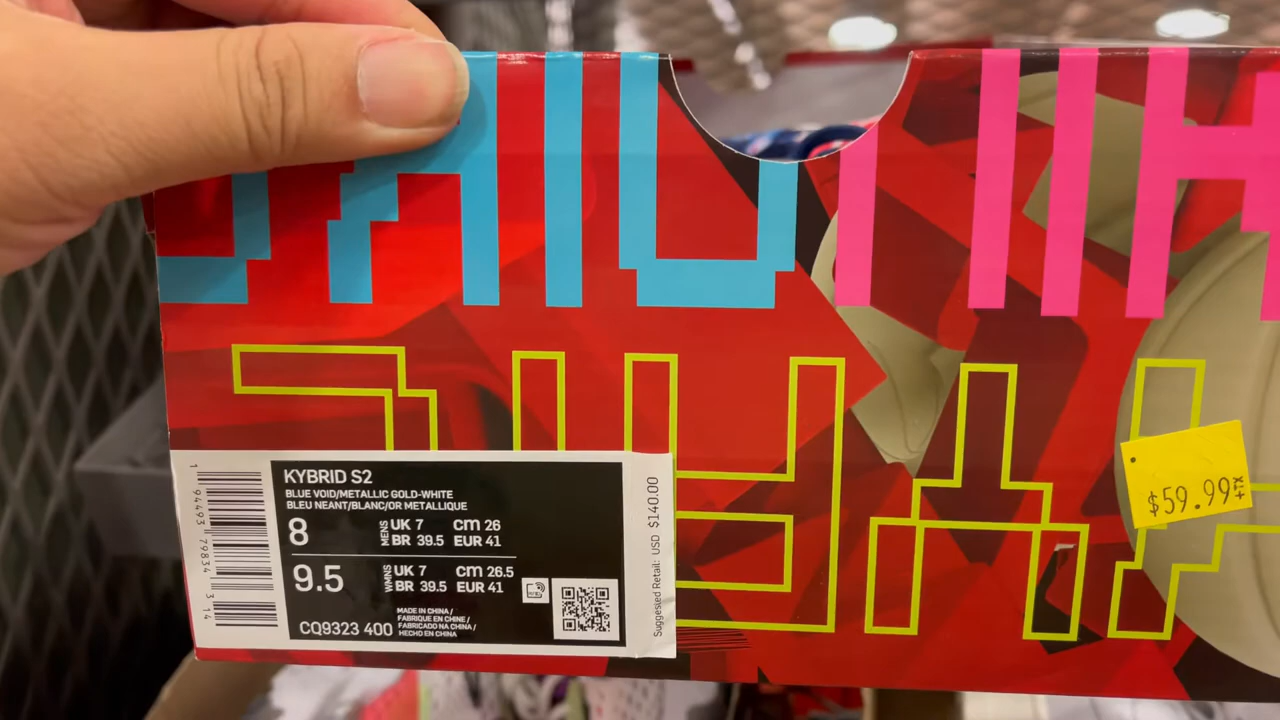 KYBRID S2
BLUE VOID/METALLIC GOLD-WHITE
BLEU NEANT/BLANC/OR METALLIQUE
8 MENS UK 7 CM 26
BR 39.5 EUR 41
9.5 WMNS UK 7 CM 26.5
BR 39.5 EUR 41
CQ9323 400
MADE IN CHINA /
FABRIQUE EN CHINE /
FABRICADO NA CHINA /
HECHO EN CHINA
1 94493 79834 3 14
Suggested Retail: USD $140.00
$59.99